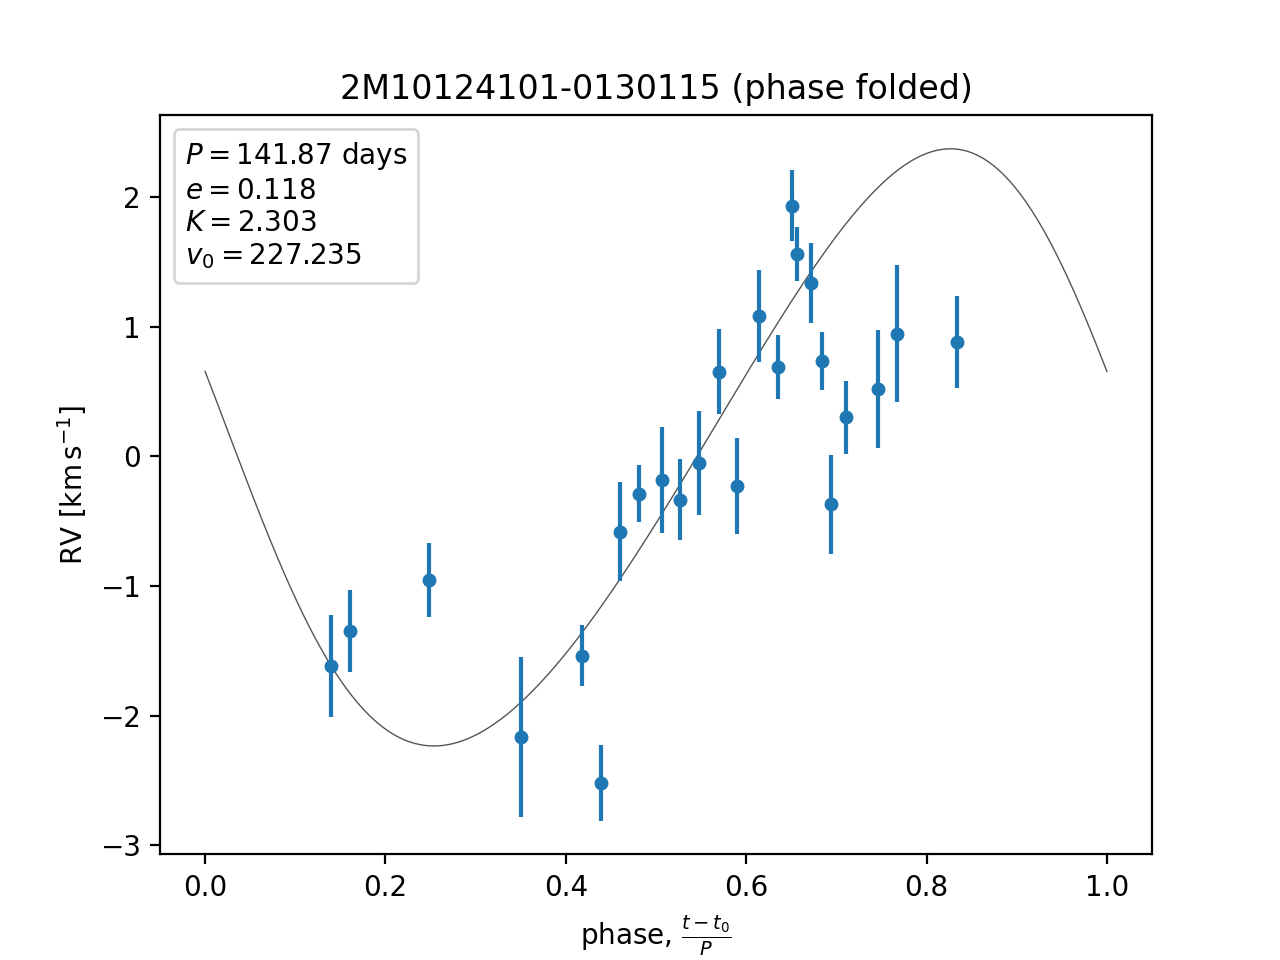 2M10124101-0130115 (phase folded)
P = 141.87 days
e = 0.118
K = 2.303
v₀ = 227.235
2
1
0
−1
−2
−3
RV [km s⁻¹]
0.0 0.2 0.4 0.6 0.8 1.0
phase, (t − t₀)/P